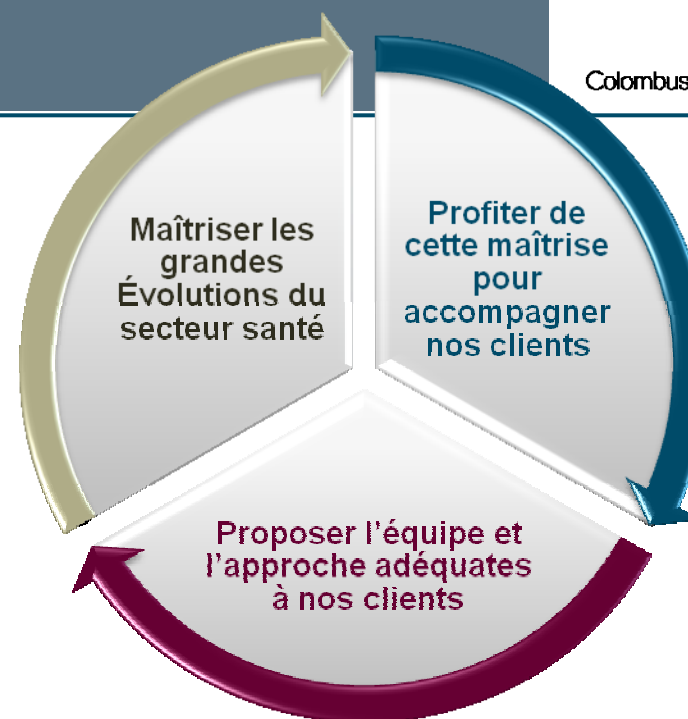 Colombus
Maîtriser les
grandes
Évolutions du
secteur santé
Profiter de
cette maîtrise
pour
accompagner
nos clients
Proposer l’équipe et
l’approche adéquates
à nos clients